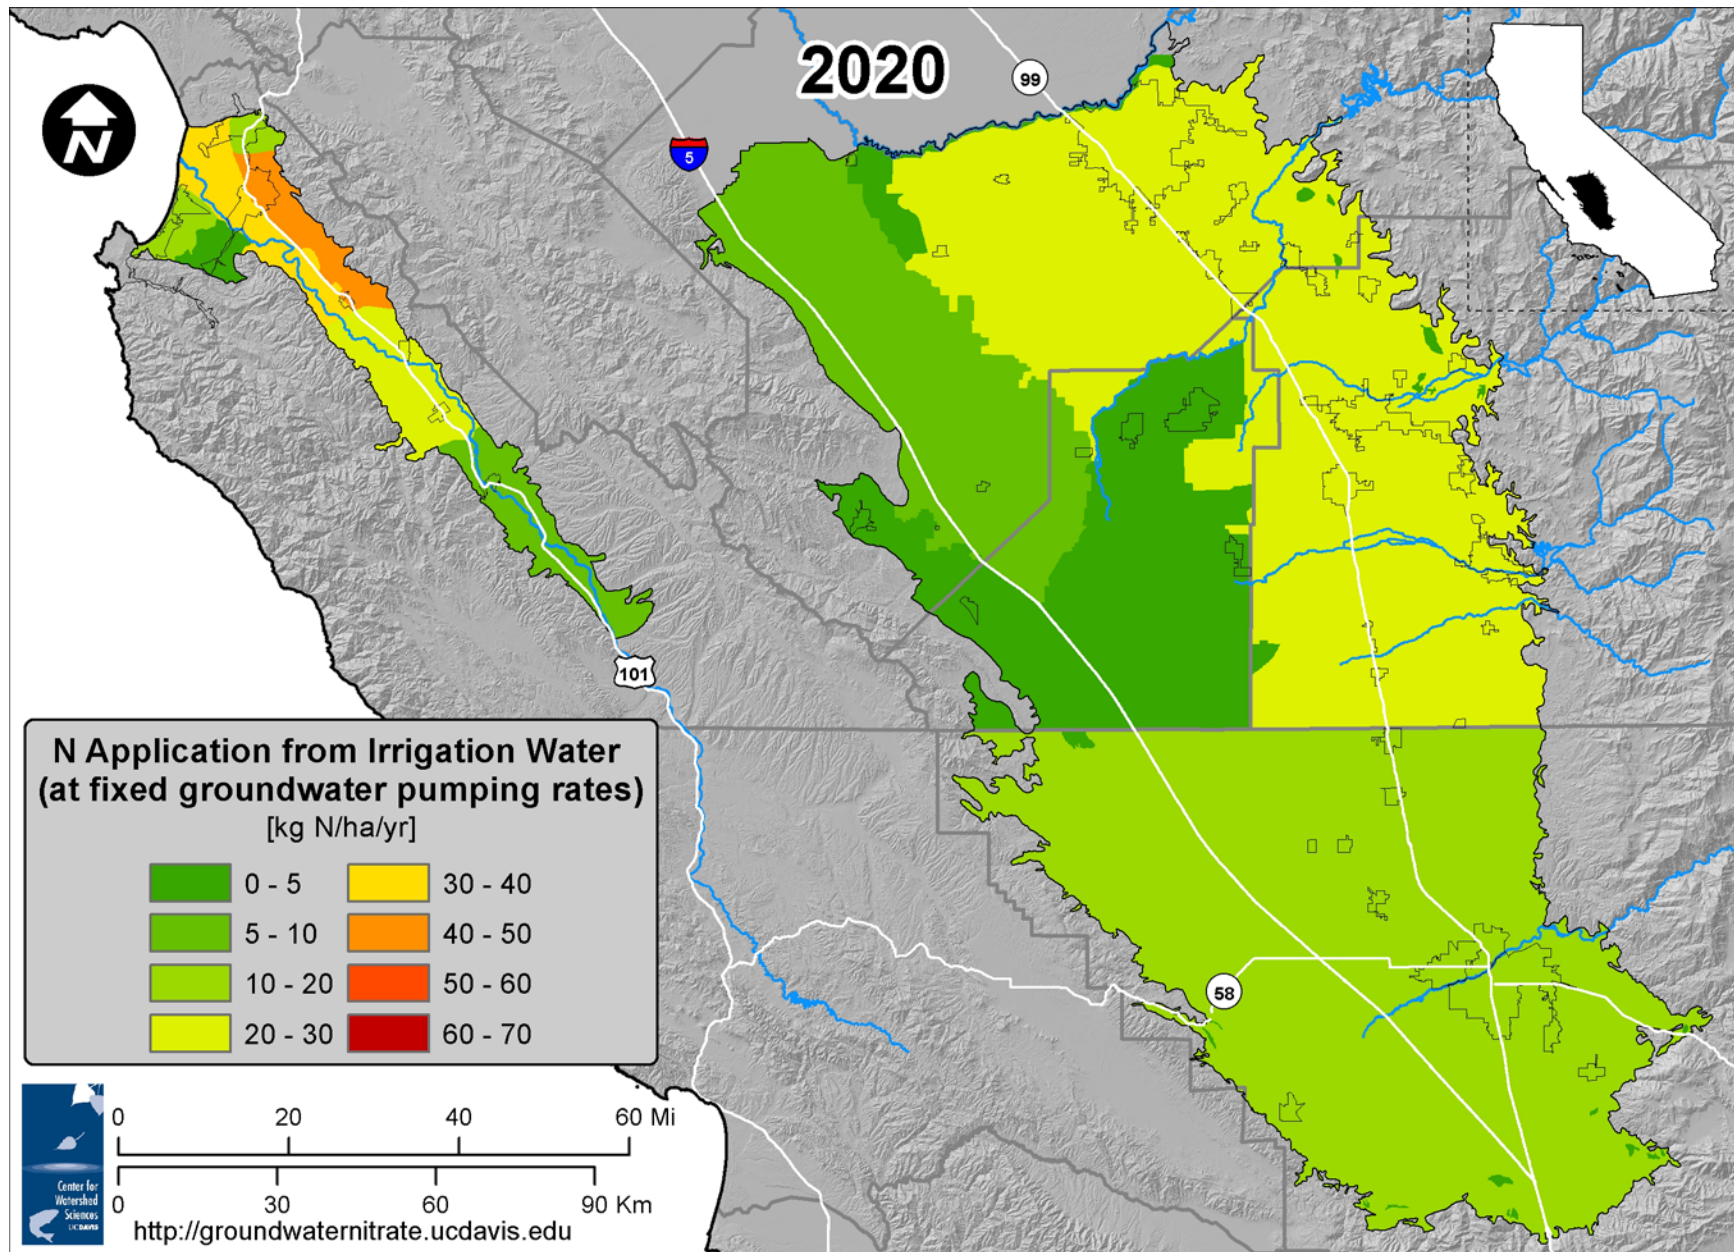 2020
99
5
N
101
N Application from Irrigation Water
(at fixed groundwater pumping rates)
[kg N/ha/yr]
0 - 5
30 - 40
5 - 10
40 - 50
10 - 20
50 - 60
20 - 30
60 - 70
58
0 20 40 60 Mi
0 30 60 90 Km
Center for
Watershed
Sciences
UC DAVIS
http://groundwaternitrate.ucdavis.edu